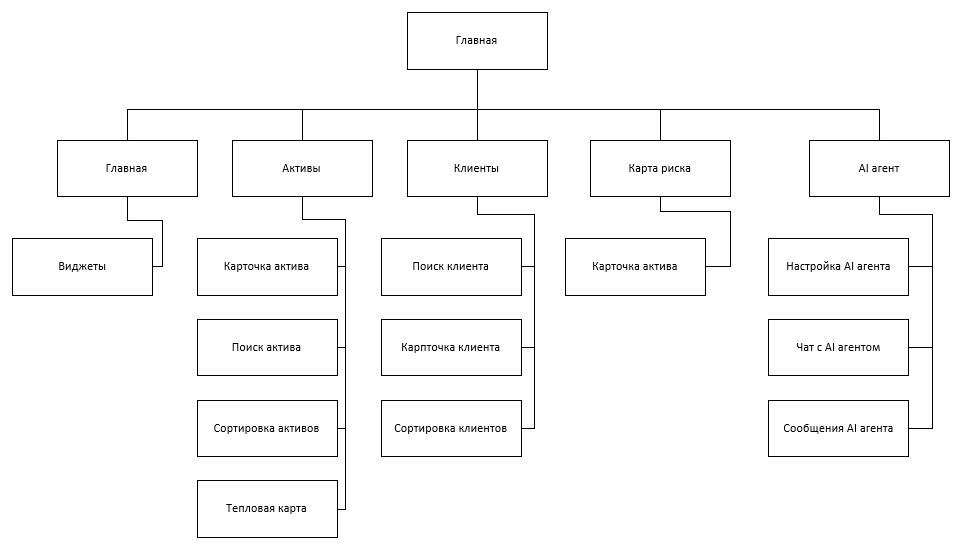 Главная
Главная
Активы
Клиенты
Карта риска
AI агент
Виджеты
Карточка актива
Поиск клиента
Карточка актива
Настройка AI агента
Поиск актива
Карпточка клиента
Чат с AI агентом
Сортировка активов
Сортировка клиентов
Сообщения AI агента
Тепловая карта